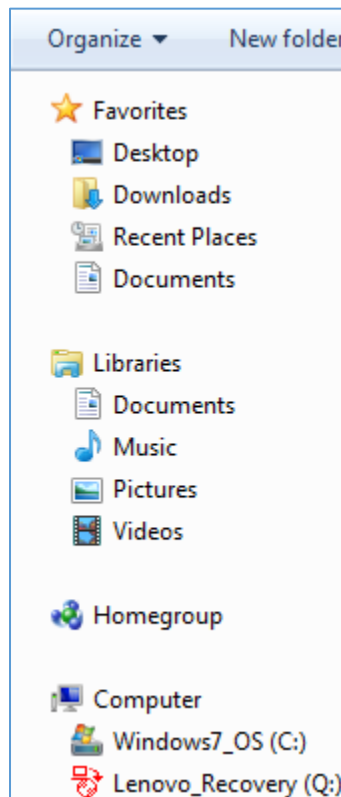 Organize New folder
Favorites
Desktop
Downloads
Recent Places
Documents
Libraries
Documents
Music
Pictures
Videos
Homegroup
Computer
Windows7_OS (C:)
Lenovo_Recovery (Q:)